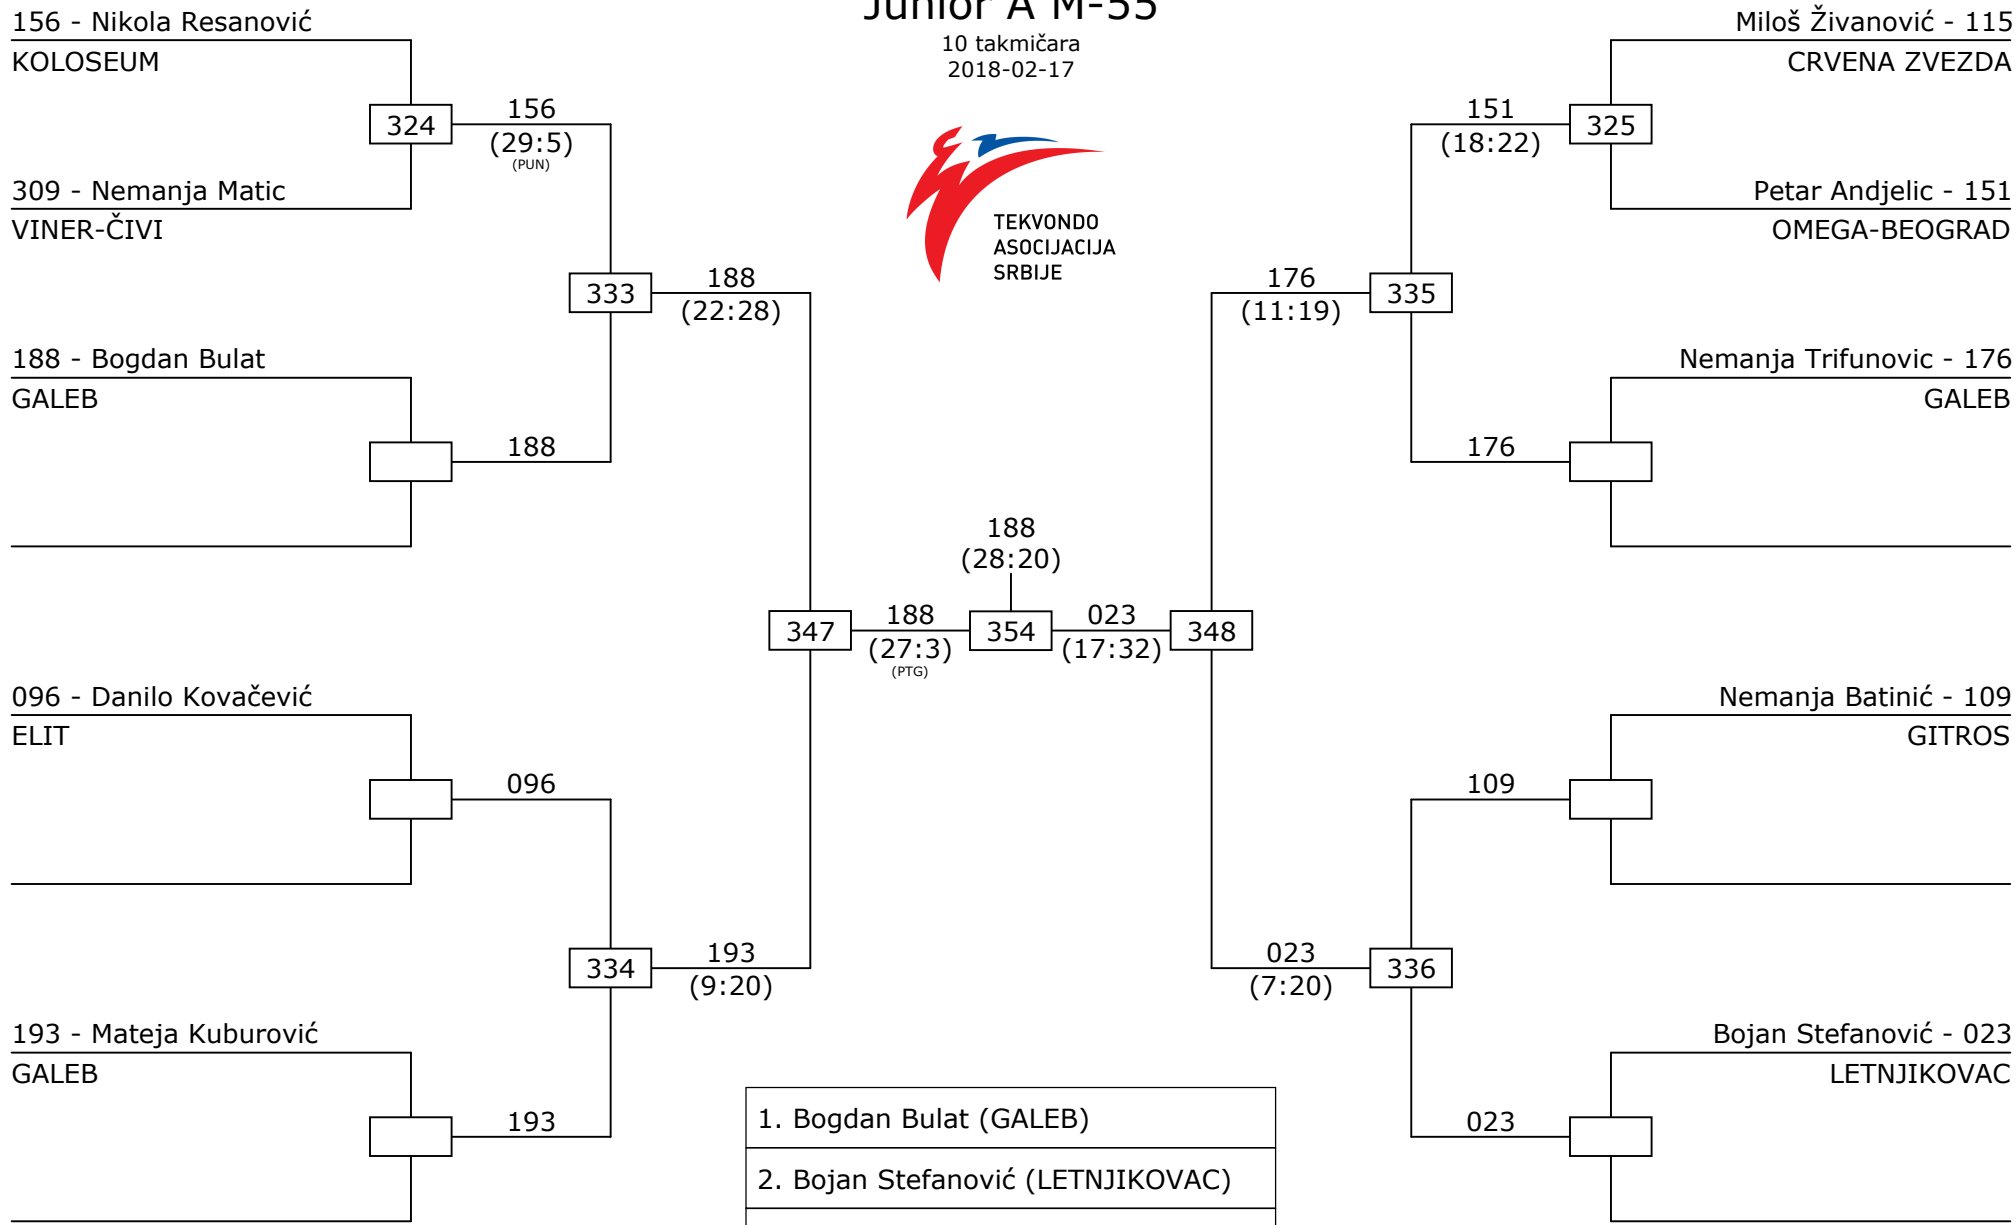 Junior A M-55
10 takmičara
2018-02-17
TEKVONDO
ASOCIJACIJA
SRBIJE
156 - Nikola Resanović
KOLOSEUM
324
156
(29:5)
(PUN)
309 - Nemanja Matic
VINER-ČIVI
333
188
(22:28)
188 - Bogdan Bulat
GALEB
188
096 - Danilo Kovačević
ELIT
096
334
193
(9:20)
193 - Mateja Kuburović
GALEB
193
347
188
(27:3)
(PTG)
188
(28:20)
354
023
(17:32)
348
Miloš Živanović - 115
CRVENA ZVEZDA
151
(18:22)
325
Petar Andjelic - 151
OMEGA-BEOGRAD
176
(11:19)
335
Nemanja Trifunovic - 176
GALEB
176
Nemanja Batinić - 109
GITROS
109
023
(7:20)
336
Bojan Stefanović - 023
LETNJIKOVAC
023
1. Bogdan Bulat (GALEB)
2. Bojan Stefanović (LETNJIKOVAC)